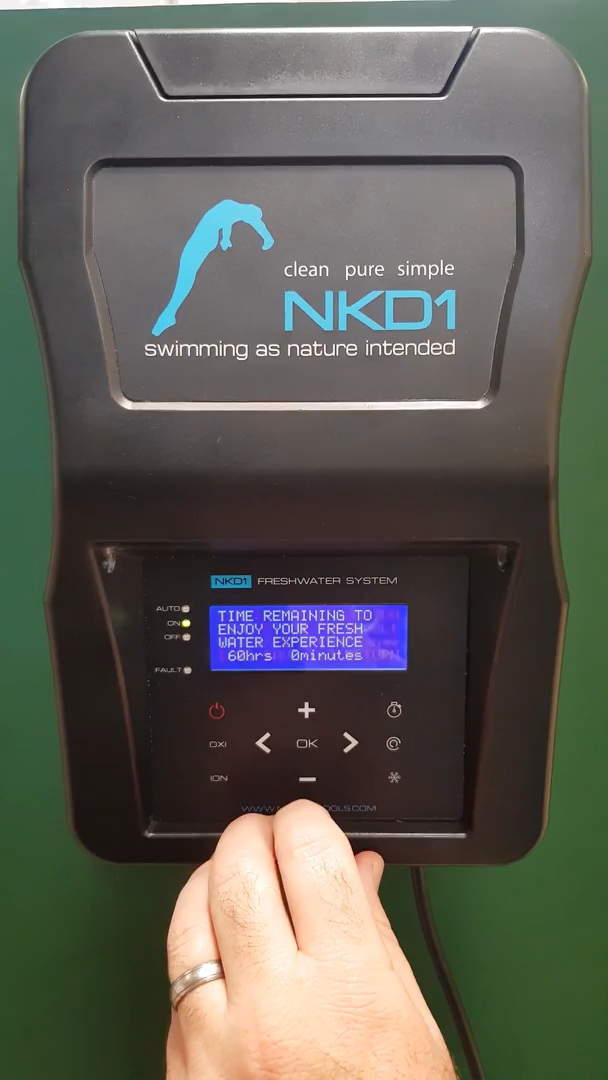 clean pure simple
NKD1
swimming as nature intended
NKD1 FRESHWATER SYSTEM
AUTO
ON
OFF
FAULT
TIME REMAINING TO
ENJOY YOUR FRESH-
WATER EXPERIENCE
60hrs 0minutes
+
OXI < OK >
ION −